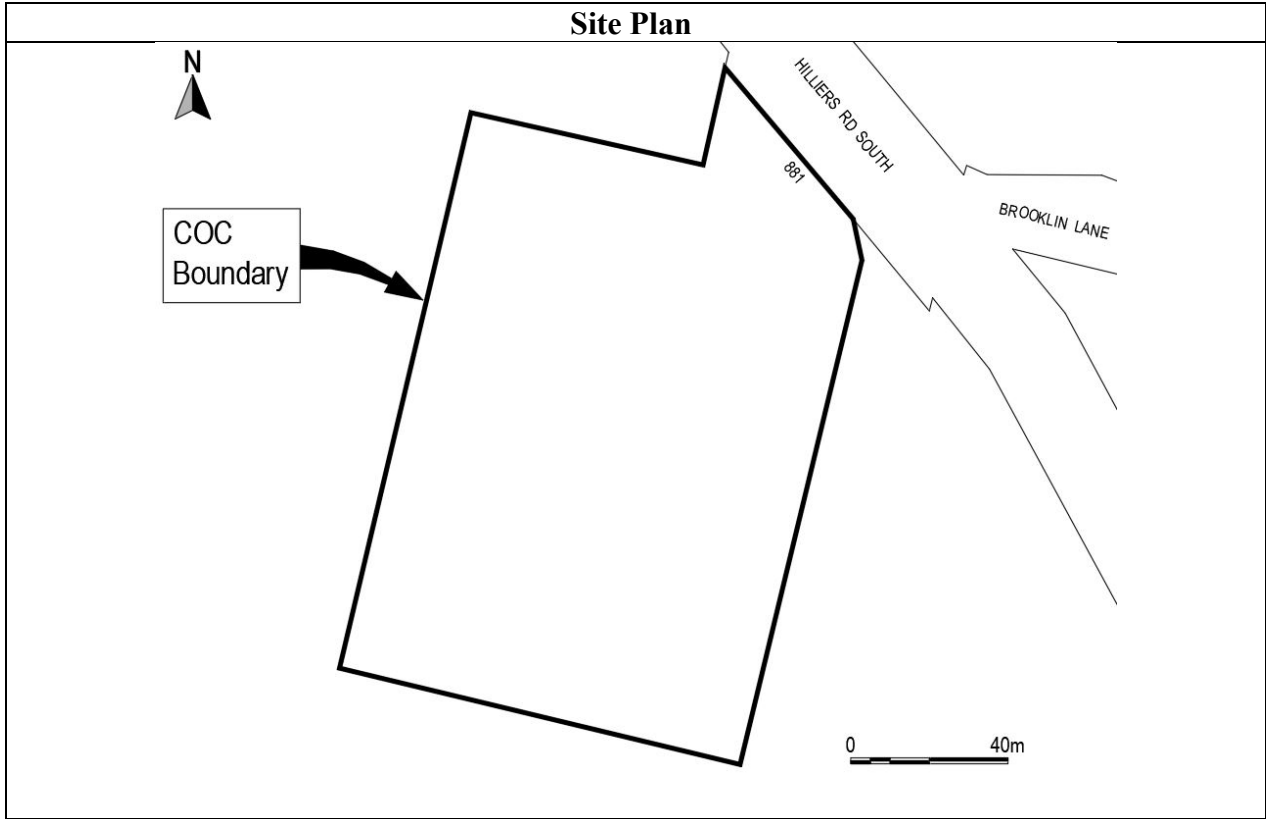 Site Plan
N
HILLIERS RD SOUTH
881
BROOKLIN LANE
COC
Boundary
0 40m